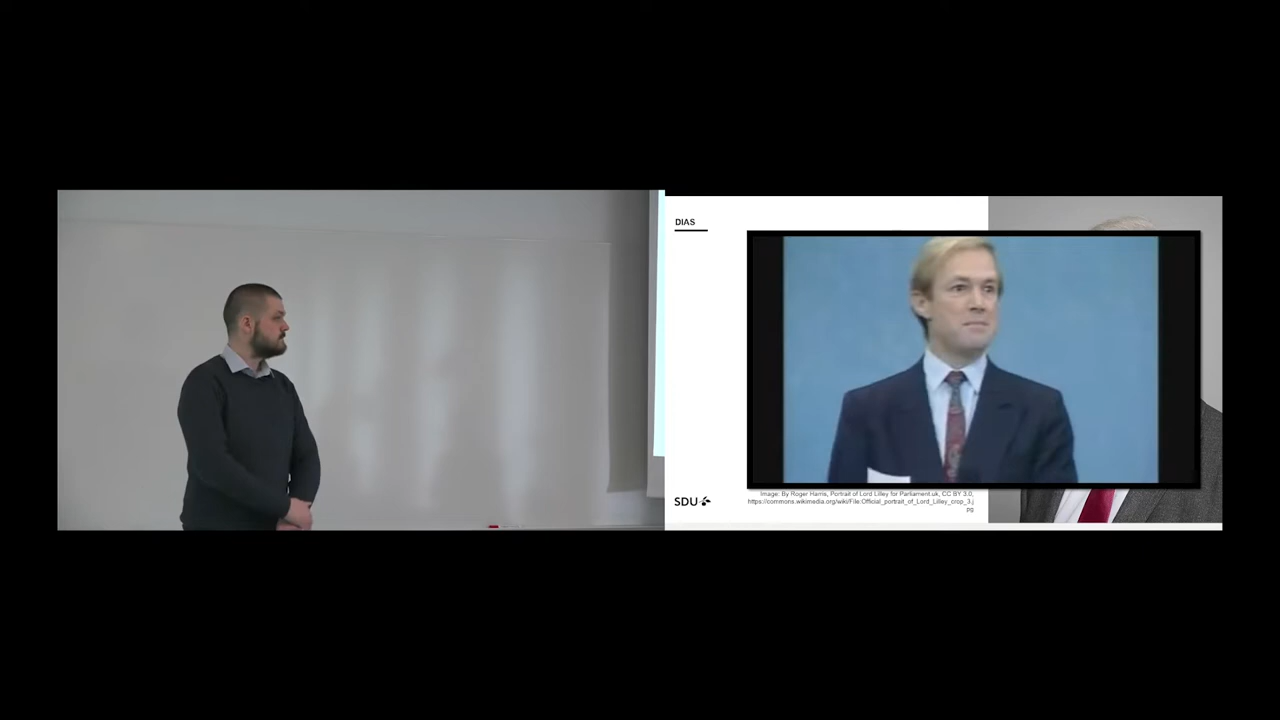 DIAS
SDU
Image: By Roger Harris, Portrait of Lord Lilley for Parliament.uk, CC BY 3.0,
https://commons.wikimedia.org/wiki/File:Official_portrait_of_Lord_Lilley_crop_3.j
pg